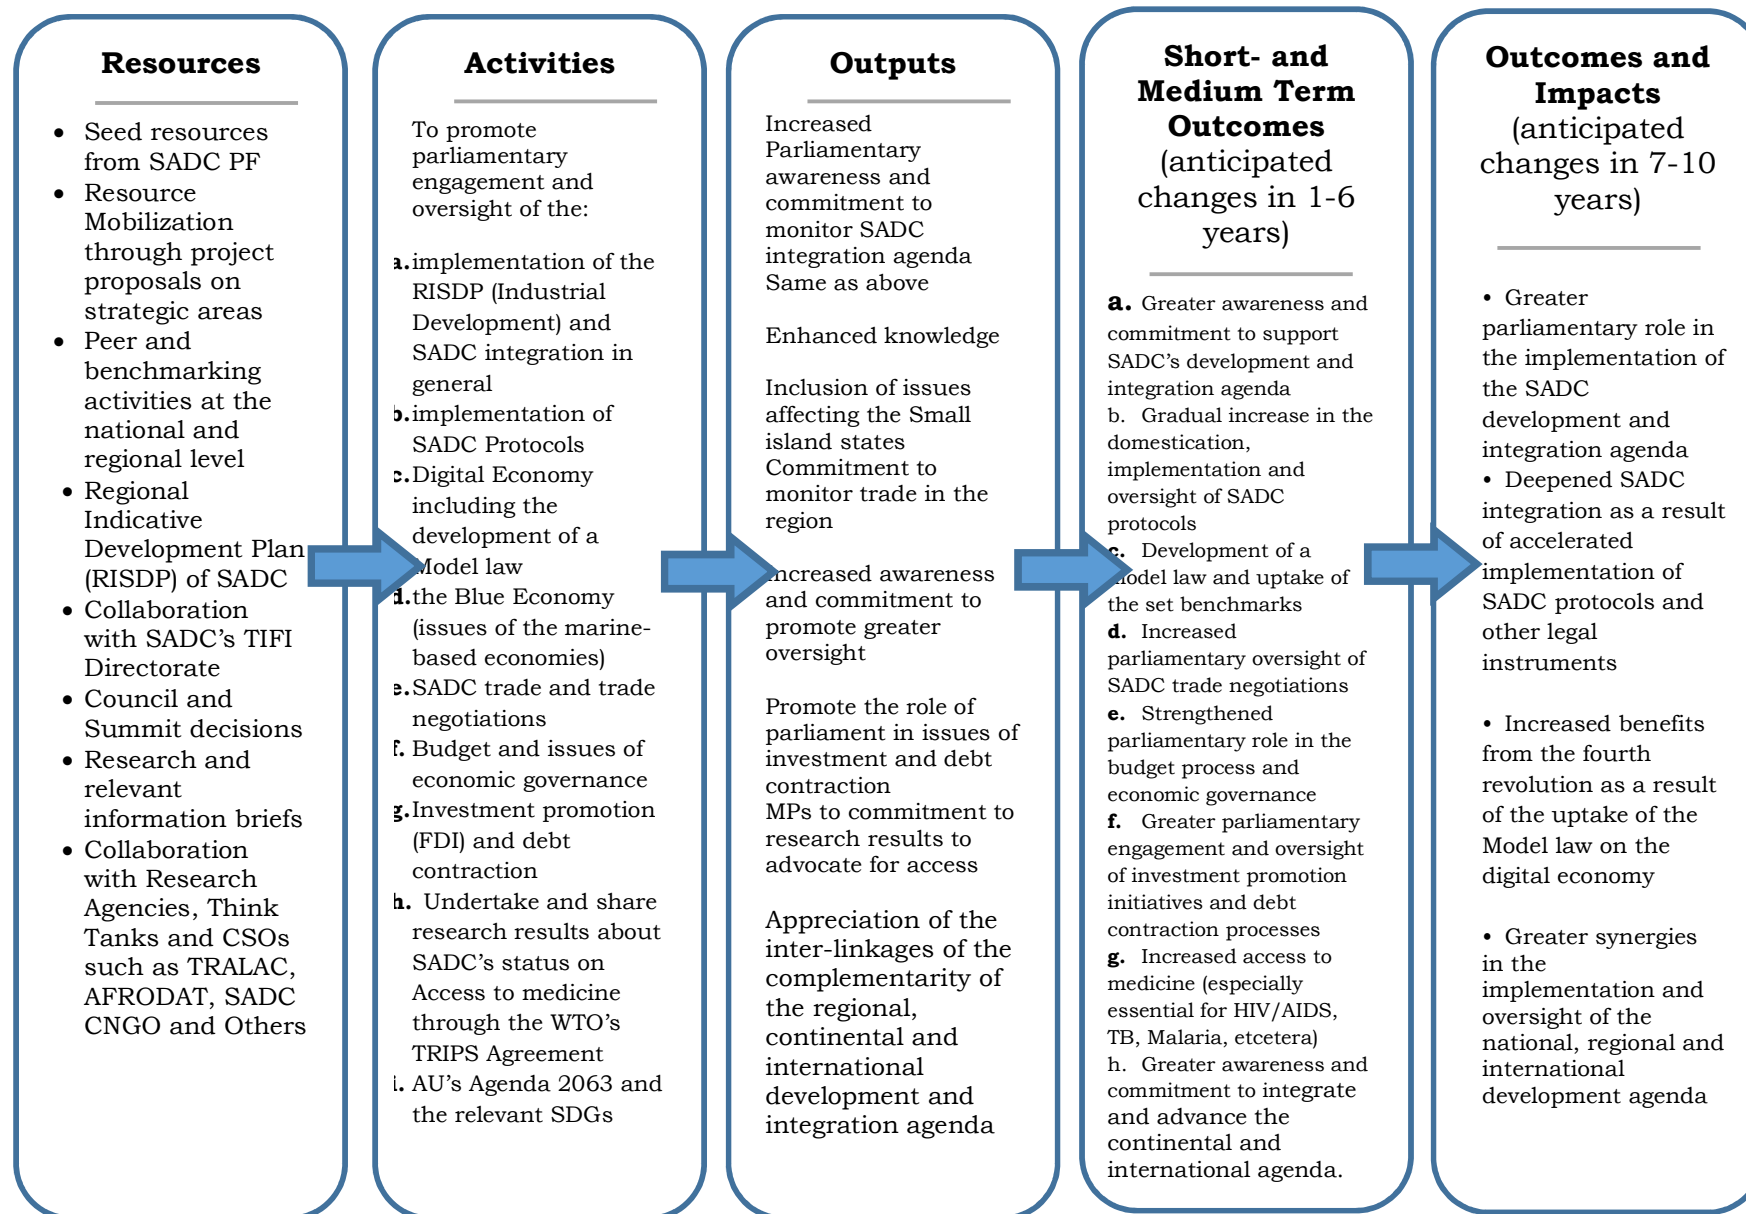 Resources
• Seed resources
from SADC PF
• Resource
Mobilization
through project
proposals on
strategic areas
• Peer and
benchmarking
activities at the
national and
regional level
• Regional
Indicative
Development Plan
(RISDP) of SADC
• Collaboration
with SADC’s TIFI
Directorate
• Council and
Summit decisions
• Research and
relevant
information briefs
• Collaboration
with Research
Agencies, Think
Tanks and CSOs
such as TRALAC,
AFRODAT, SADC
CNGO and Others
Activities
To promote
parliamentary
engagement and
oversight of the:
a. implementation of the
RISDP (Industrial
Development) and
SADC integration in
general
b. implementation of
SADC Protocols
c. Digital Economy
including the
development of a
Model law
d. the Blue Economy
(issues of the marine-
based economies)
e. SADC trade and trade
negotiations
f. Budget and issues of
economic governance
g. Investment promotion
(FDI) and debt
contraction
h. Undertake and share
research results about
SADC’s status on
Access to medicine
through the WTO’s
TRIPS Agreement
i. AU’s Agenda 2063 and
the relevant SDGs
Outputs
Increased
Parliamentary
awareness and
commitment to
monitor SADC
integration agenda
Same as above
Enhanced knowledge
Inclusion of issues
affecting the Small
island states
Commitment to
monitor trade in the
region
Increased awareness
and commitment to
promote greater
oversight
Promote the role of
parliament in issues of
investment and debt
contraction
MPs to commitment to
research results to
advocate for access
Appreciation of the
inter-linkages of the
complementarity of
the regional,
continental and
international
development and
integration agenda
Short- and
Medium Term
Outcomes
(anticipated
changes in 1-6
years)
a. Greater awareness and
commitment to support
SADC’s development and
integration agenda
b. Gradual increase in the
domestication,
implementation and
oversight of SADC
protocols
c. Development of a
model law and uptake of
the set benchmarks
d. Increased
parliamentary oversight of
SADC trade negotiations
e. Strengthened
parliamentary role in the
budget process and
economic governance
f. Greater parliamentary
engagement and oversight
of investment promotion
initiatives and debt
contraction processes
g. Increased access to
medicine (especially
essential for HIV/AIDS,
TB, Malaria, etcetera)
h. Greater awareness and
commitment to integrate
and advance the
continental and
international agenda.
Outcomes and
Impacts
(anticipated
changes in 7-10
years)
• Greater
parliamentary role in
the implementation of
the SADC
development and
integration agenda
• Deepened SADC
integration as a result
of accelerated
implementation of
SADC protocols and
other legal
instruments
• Increased benefits
from the fourth
revolution as a result
of the uptake of the
Model law on the
digital economy
• Greater synergies
in the
implementation and
oversight of the
national, regional and
international
development agenda